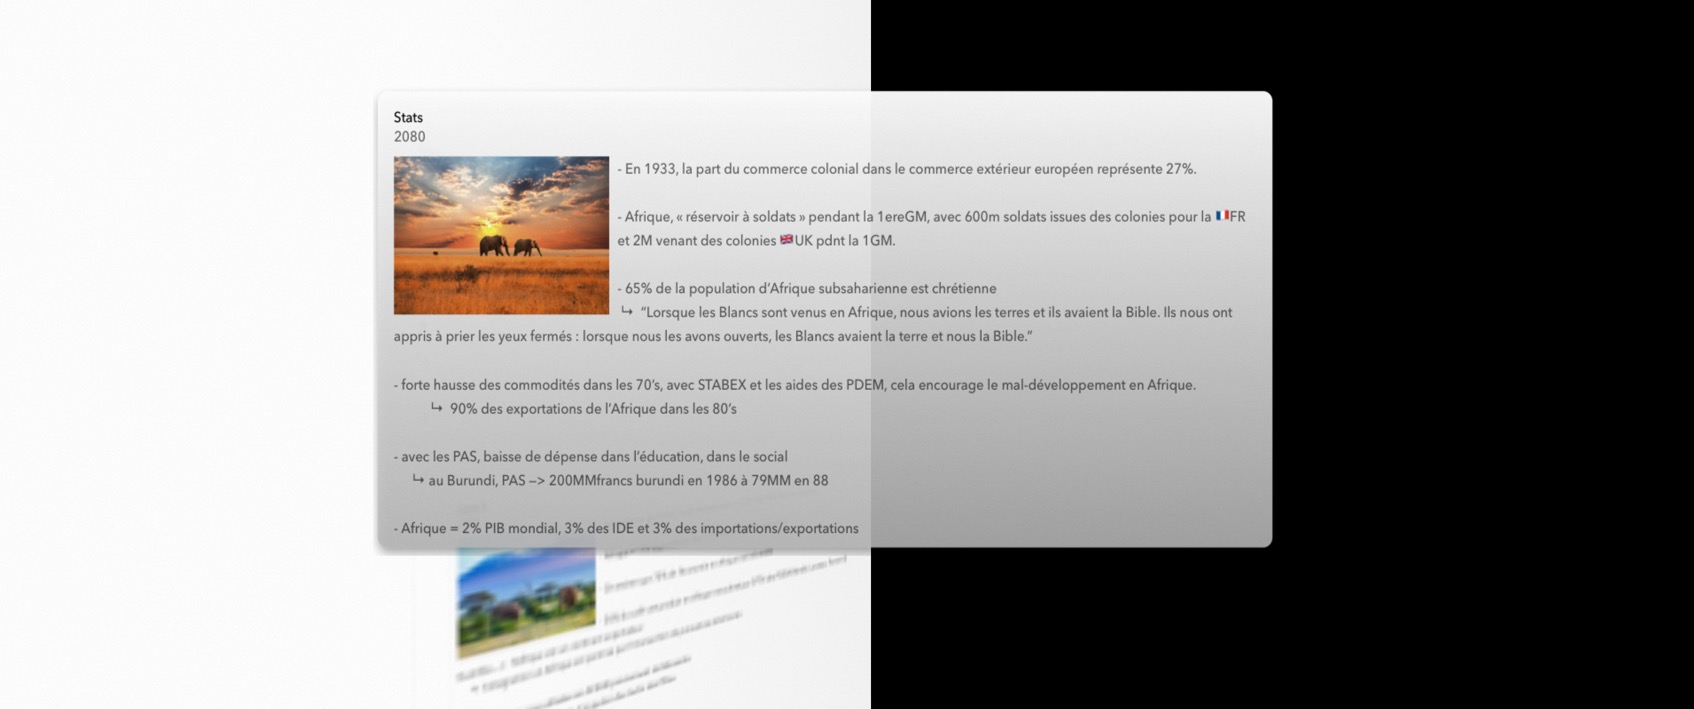 Stats
2080
- En 1933, la part du commerce colonial dans le commerce extérieur européen représente 27%.
- Afrique, « réservoir à soldats » pendant la 1ereGM, avec 600m soldats issues des colonies pour la 🇫🇷FR
et 2M venant des colonies 🇬🇧UK pdnt la 1GM.
- 65% de la population d’Afrique subsaharienne est chrétienne
↳ “Lorsque les Blancs sont venus en Afrique, nous avions les terres et ils avaient la Bible. Ils nous ont
appris à prier les yeux fermés : lorsque nous les avons ouverts, les Blancs avaient la terre et nous la Bible.”
- forte hausse des commodités dans les 70’s, avec STABEX et les aides des PDEM, cela encourage le mal-développement en Afrique.
↳ 90% des exportations de l’Afrique dans les 80’s
- avec les PAS, baisse de dépense dans l’éducation, dans le social
↳ au Burundi, PAS —> 200MMfrancs burundi en 1986 à 79MM en 88
- Afrique = 2% PIB mondial, 3% des IDE et 3% des importations/exportations